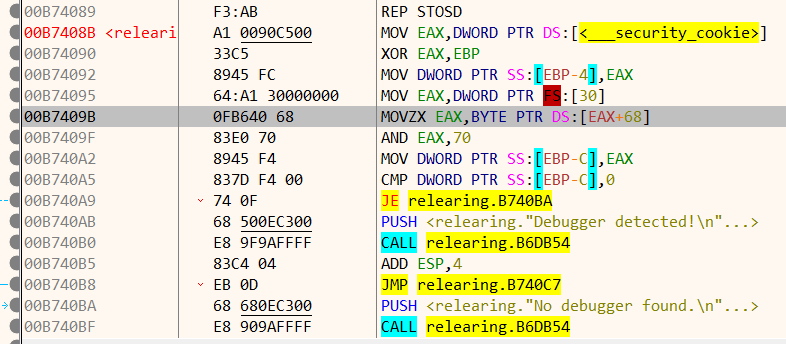 00B74089 F3:AB REP STOSD
00B7408B <releari A1 0090C500 MOV EAX,DWORD PTR DS:[<___security_cookie>]
00B74090 33C5 XOR EAX,EBP
00B74092 8945 FC MOV DWORD PTR SS:[EBP-4],EAX
00B74095 64:A1 30000000 MOV EAX,DWORD PTR FS:[30]
00B7409B 0FB640 68 MOVZX EAX,BYTE PTR DS:[EAX+68]
00B7409F 83E0 70 AND EAX,70
00B740A2 8945 F4 MOV DWORD PTR SS:[EBP-C],EAX
00B740A5 837D F4 00 CMP DWORD PTR SS:[EBP-C],0
00B740A9 74 0F JE relearing.B740BA
00B740AB 68 500EC300 PUSH <relearing."Debugger detected!\n"...>
00B740B0 E8 9F9AFFFF CALL relearing.B6DB54
00B740B5 83C4 04 ADD ESP,4
00B740B8 EB 0D JMP relearing.B740C7
00B740BA 68 680EC300 PUSH <relearing."No debugger found.\n"...>
00B740BF E8 909AFFFF CALL relearing.B6DB54